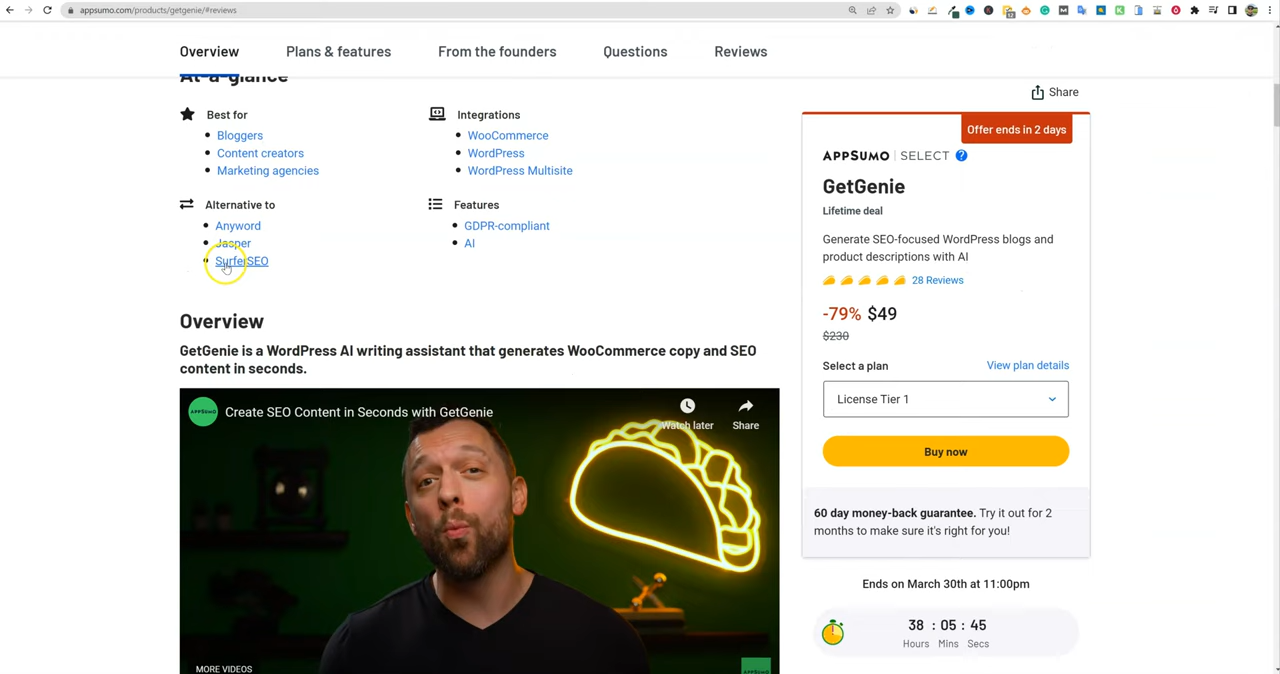 appsumo.com/products/getgenie/#reviews
Overview
Plans & features
From the founders
Questions
Reviews
At-a-glance
Share
Best for
Bloggers
Content creators
Marketing agencies
Integrations
WooCommerce
WordPress
WordPress Multisite
Alternative to
Anyword
Jasper
SurferSEO
Features
GDPR-compliant
AI
Overview
GetGenie is a WordPress AI writing assistant that generates WooCommerce copy and SEO
content in seconds.
APPSUMO
Create SEO Content in Seconds with GetGenie
Watch later
Share
MORE VIDEOS
Offer ends in 2 days
APPSUMO | SELECT ?
GetGenie
Lifetime deal
Generate SEO-focused WordPress blogs and
product descriptions with AI
28 Reviews
-79% $49
$230
Select a plan
View plan details
License Tier 1
Buy now
60 day money-back guarantee. Try it out for 2
months to make sure it's right for you!
Ends on March 30th at 11:00pm
38 : 05 : 45
Hours Mins Secs